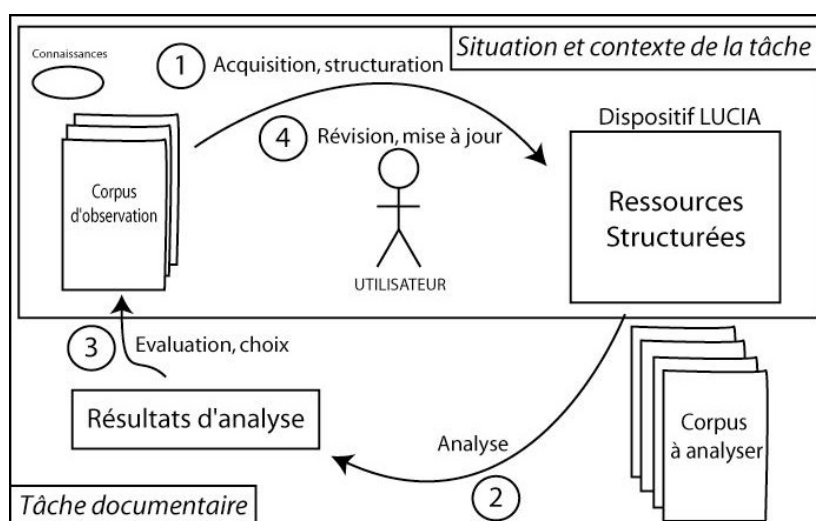 Connaissances
Situation et contexte de la tâche
1 Acquisition, structuration
4 Révision, mise à jour
Dispositif LUCIA
Corpus
d'observation
Ressources
Structurées
UTILISATEUR
3 Evaluation, choix
Résultats d'analyse
Analyse
2
Corpus
à analyser
Tâche documentaire